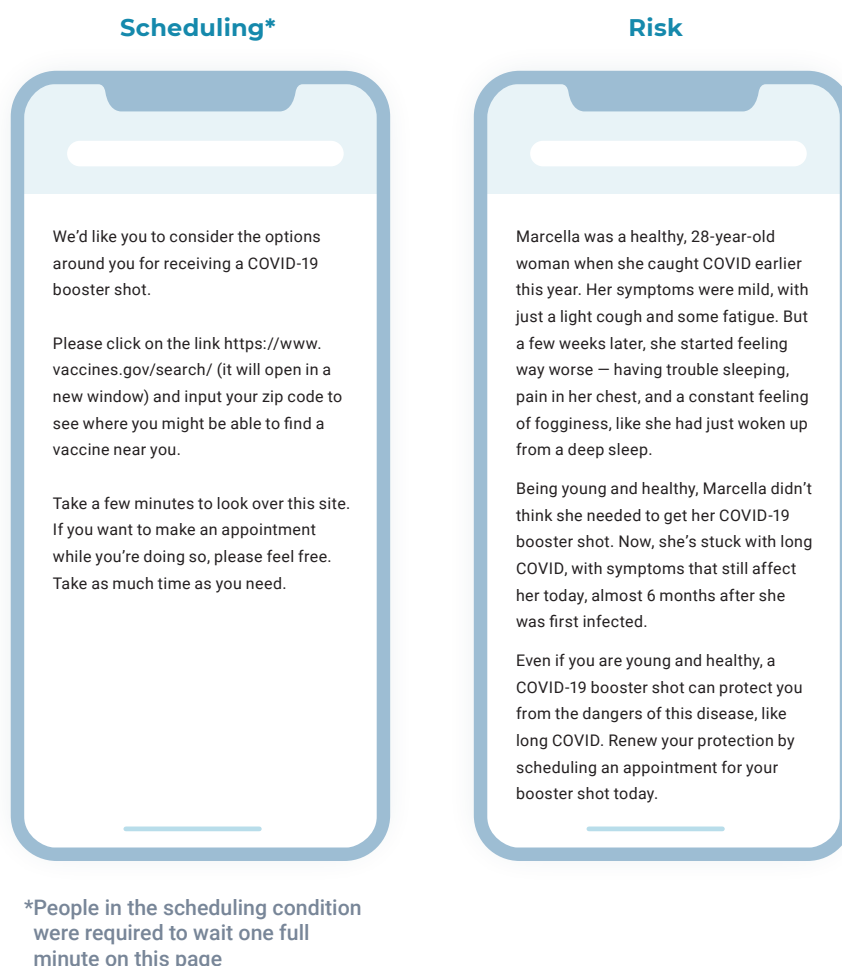 Scheduling*
We’d like you to consider the options
around you for receiving a COVID-19
booster shot.
Please click on the link https://www.
vaccines.gov/search/ (it will open in a
new window) and input your zip code to
see where you might be able to find a
vaccine near you.
Take a few minutes to look over this site.
If you want to make an appointment
while you’re doing so, please feel free.
Take as much time as you need.
*People in the scheduling condition
were required to wait one full
minute on this page
Risk
Marcella was a healthy, 28-year-old
woman when she caught COVID earlier
this year. Her symptoms were mild, with
just a light cough and some fatigue. But
a few weeks later, she started feeling
way worse — having trouble sleeping,
pain in her chest, and a constant feeling
of fogginess, like she had just woken up
from a deep sleep.
Being young and healthy, Marcella didn’t
think she needed to get her COVID-19
booster shot. Now, she’s stuck with long
COVID, with symptoms that still affect
her today, almost 6 months after she
was first infected.
Even if you are young and healthy, a
COVID-19 booster shot can protect you
from the dangers of this disease, like
long COVID. Renew your protection by
scheduling an appointment for your
booster shot today.